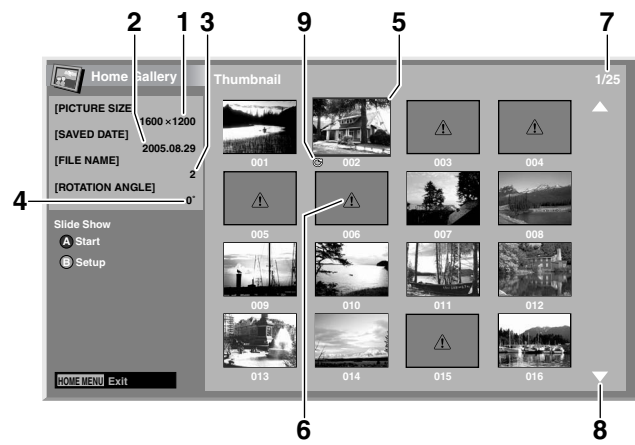 2 1 3 9 5 7
Home Gallery
Thumbnail
1/25
[PICTURE SIZE]
1600 ×1200
[SAVED DATE]
2005.08.29
[FILE NAME]
2
[ROTATION ANGLE]
0°
4
Slide Show
A Start
B Setup
001 002 003 004
005 006 007 008
009 010 011 012
013 014 015 016
HOME MENU Exit
6 8